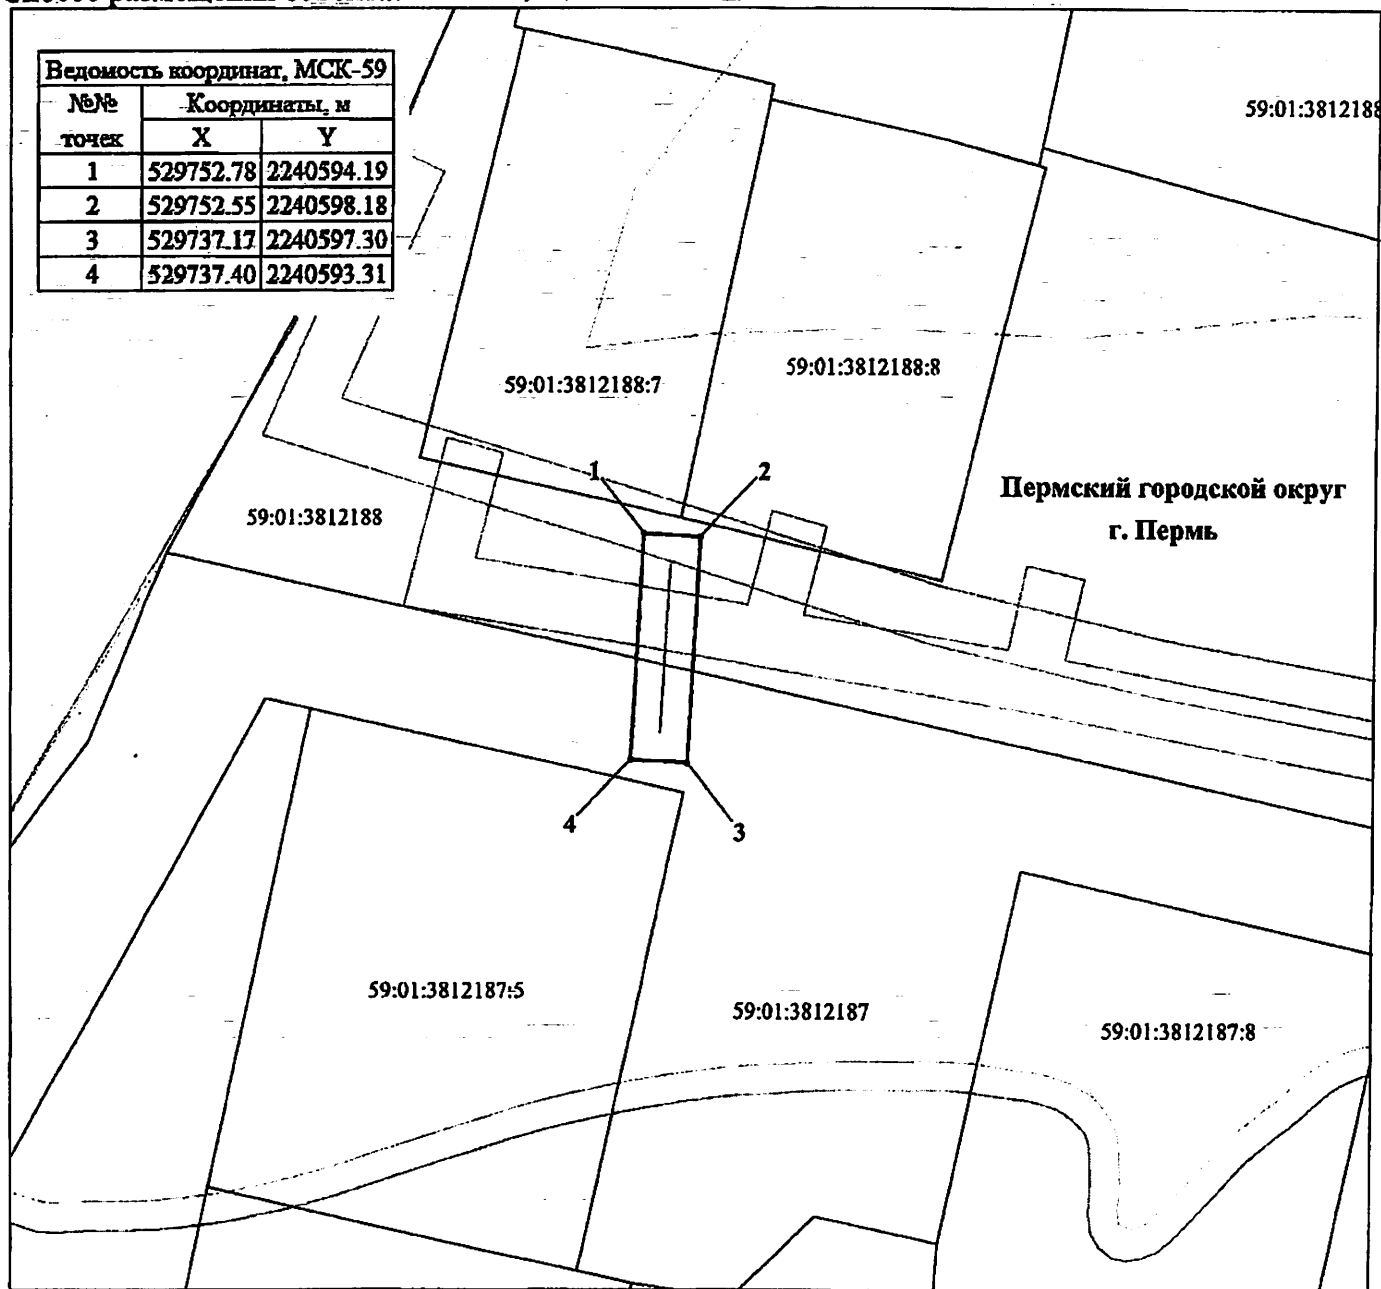 Ведомость координат, МСК-59
№№ точек Координаты, м
X Y
1 529752.78 2240594.19
2 529752.55 2240598.18
3 529737.17 2240597.30
4 529737.40 2240593.31
59:01:3812188
59:01:3812188:7
59:01:3812188:8
1
2
Пермский городской округ
г. Пермь
59:01:3812188
4
3
59:01:3812187:5
59:01:3812187
59:01:3812187:8